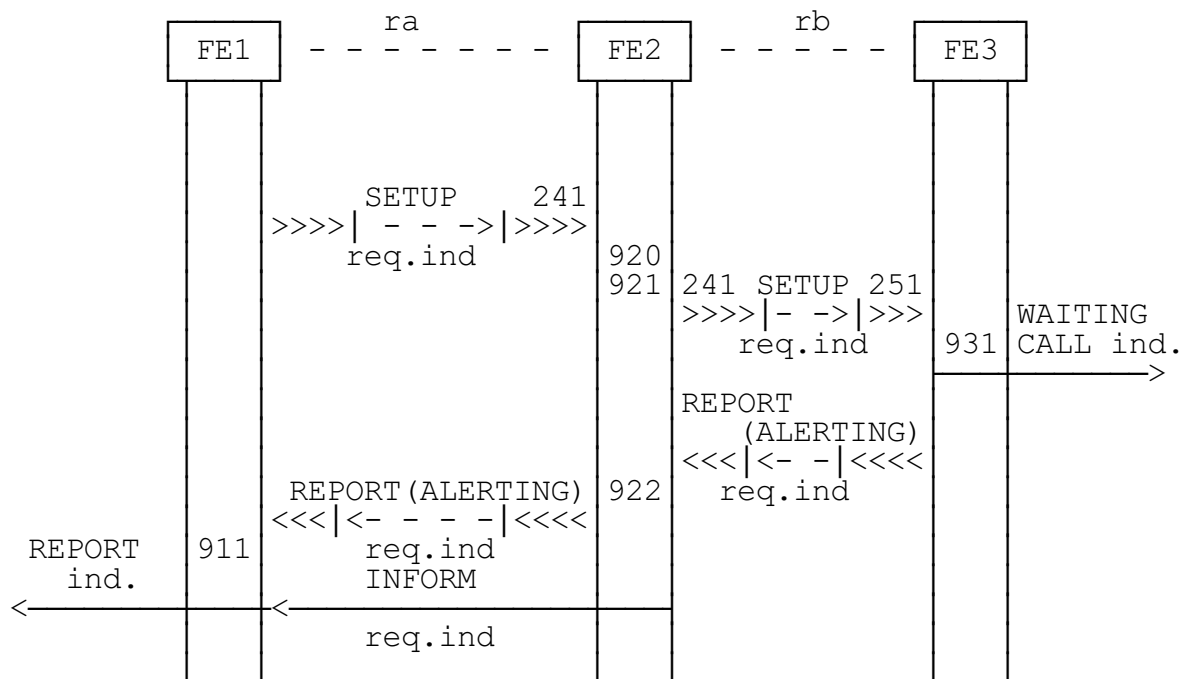 ra rb
FE1 - - - - - - - FE2 - - - - - FE3
SETUP 241
>>>>| - - ->|>>>>
req.ind 920
921 241 SETUP 251
>>>>|- ->|>>> WAITING
req.ind 931 CALL ind.
>
REPORT
(ALERTING)
<<<|<- -|<<<<
REPORT(ALERTING) 922 req.ind
<<<|<- - - -|<<<<
REPORT 911 req.ind
ind. INFORM
< <
req.ind